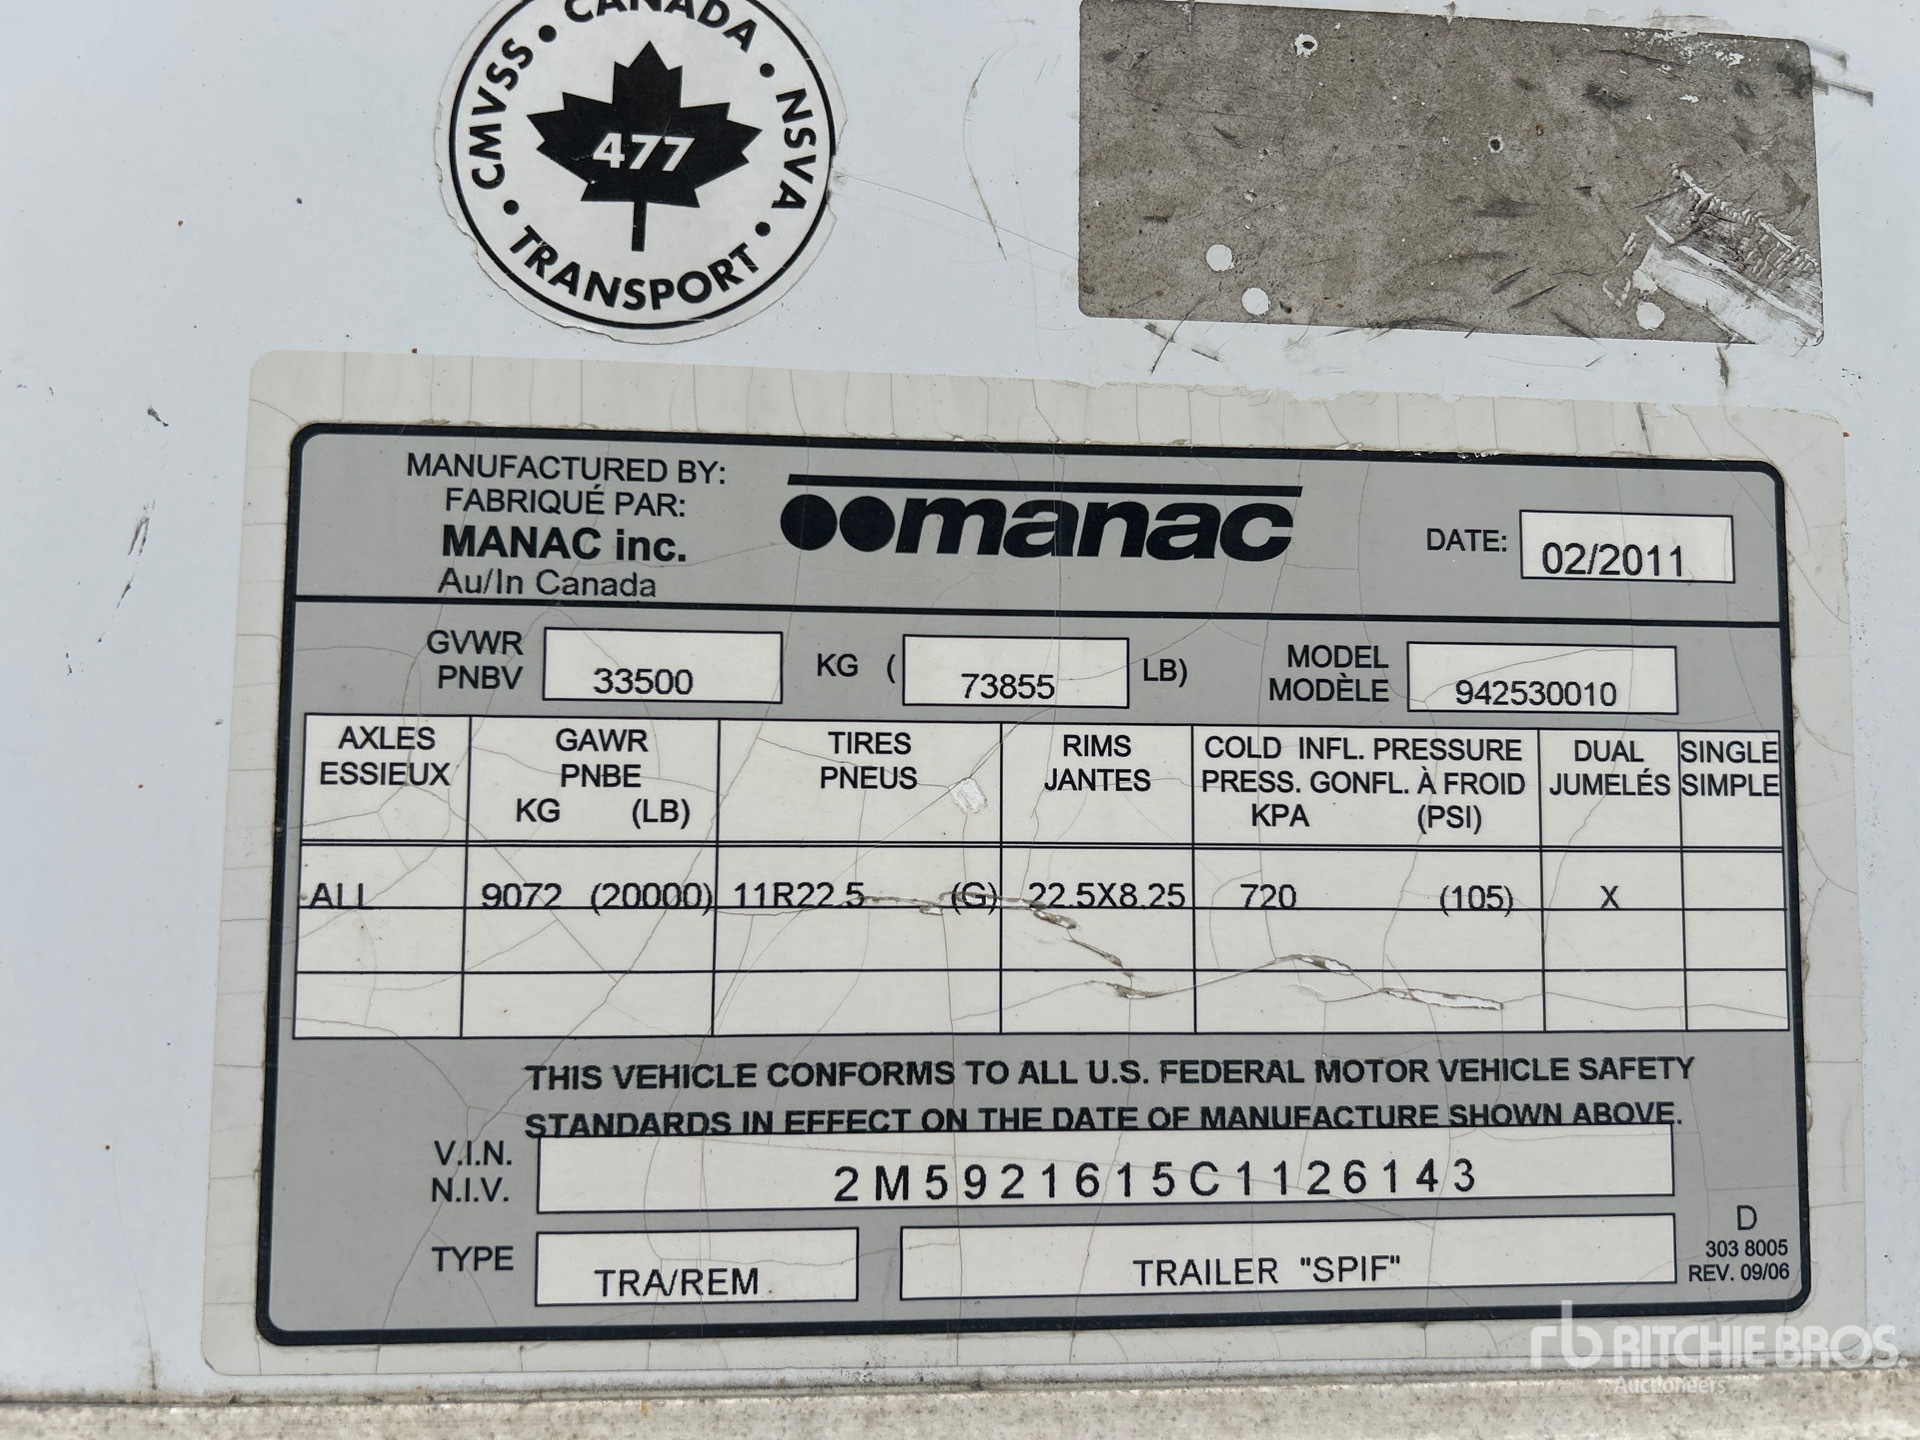 CMVSS • CANADA • NSVA • TRANSPORT •
477
MANUFACTURED BY:
FABRIQUÉ PAR:
MANAC inc.
Au/In Canada
manac
DATE: 02/2011
GVWR
PNBV
33500 KG ( 73855 LB)
MODEL
MODÈLE
942530010
AXLES
ESSIEUX
GAWR
PNBE
KG (LB)
TIRES
PNEUS
RIMS
JANTES
COLD INFL. PRESSURE
PRESS. GONFL. À FROID
KPA (PSI)
DUAL
JUMELÉS
SINGLE
SIMPLE
ALL 9072 (20000) 11R22.5 (G) 22.5X8.25 720 (105) X
THIS VEHICLE CONFORMS TO ALL U.S. FEDERAL MOTOR VEHICLE SAFETY
STANDARDS IN EFFECT ON THE DATE OF MANUFACTURE SHOWN ABOVE.
V.I.N.
N.I.V.
2M5921615C1126143
TYPE TRA/REM TRAILER "SPIF"
D
303 8005
REV. 09/06
rb RITCHIE BROS.
Auctioneers